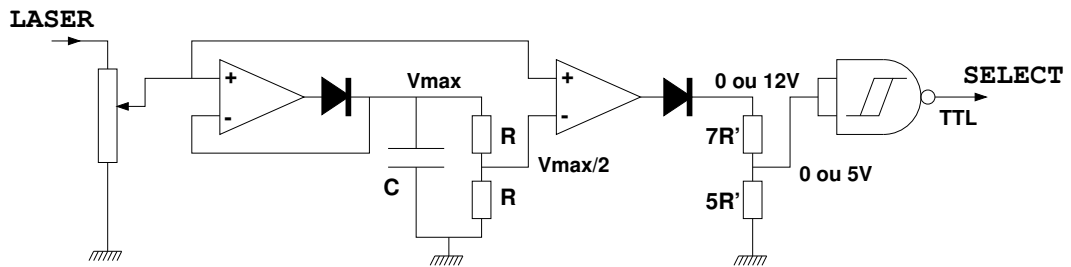 LASER
+
-
Vmax
C
R
R
Vmax/2
+
-
0 ou 12V
7R'
5R'
0 ou 5V
SELECT
TTL